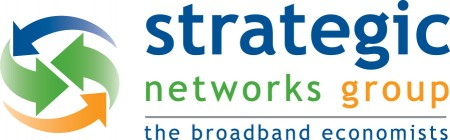 strategic
networks group
the broadband economists